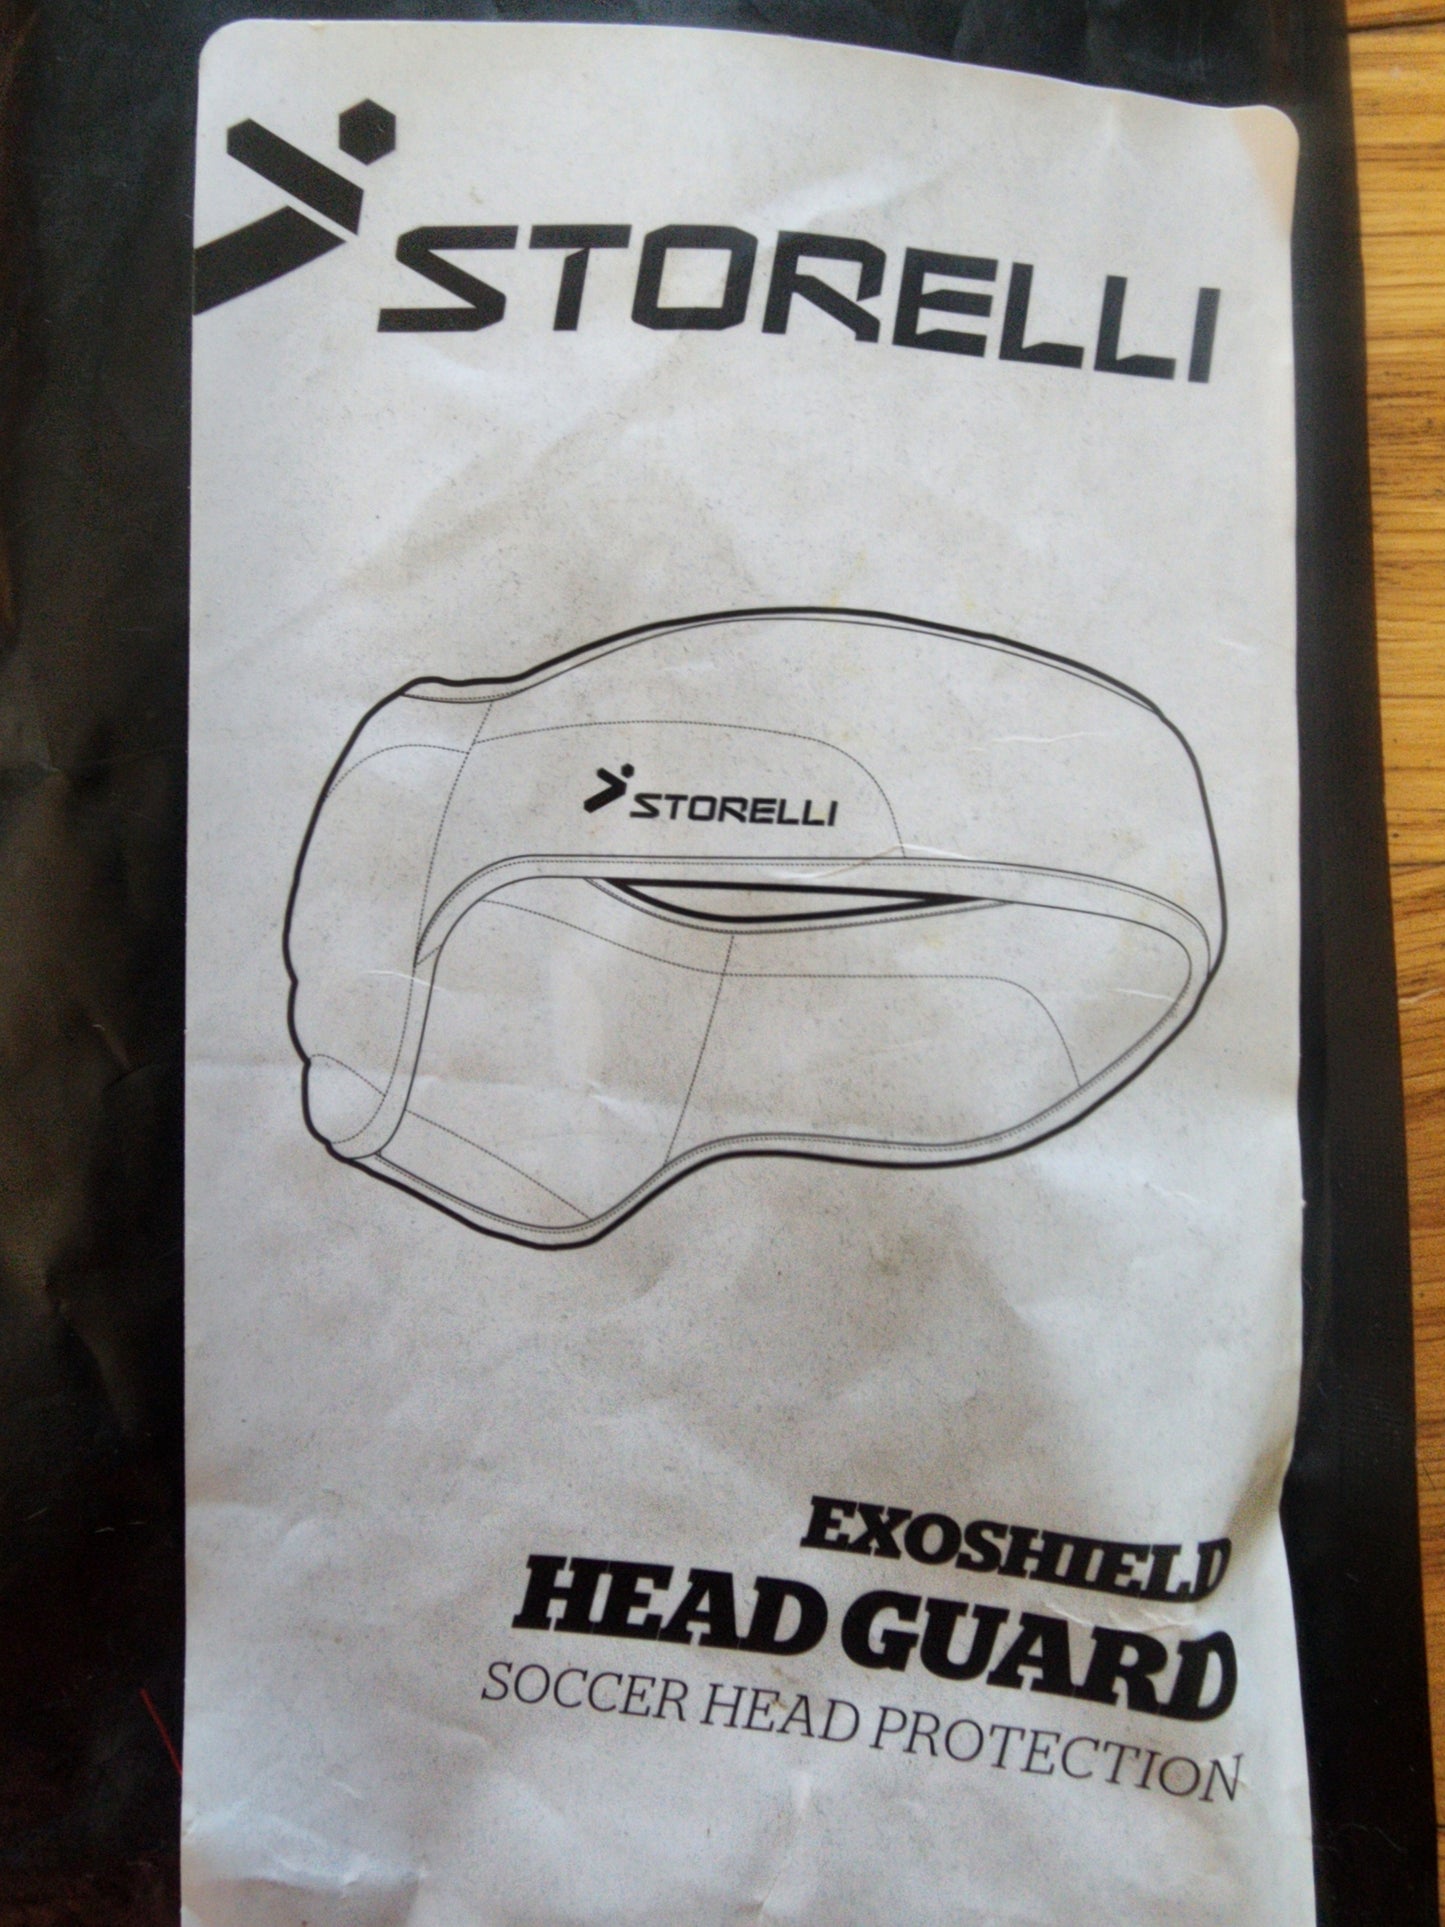 STORELLI
STORELLI
EXOSHIELD
HEAD GUARD
SOCCER HEAD PROTECTION